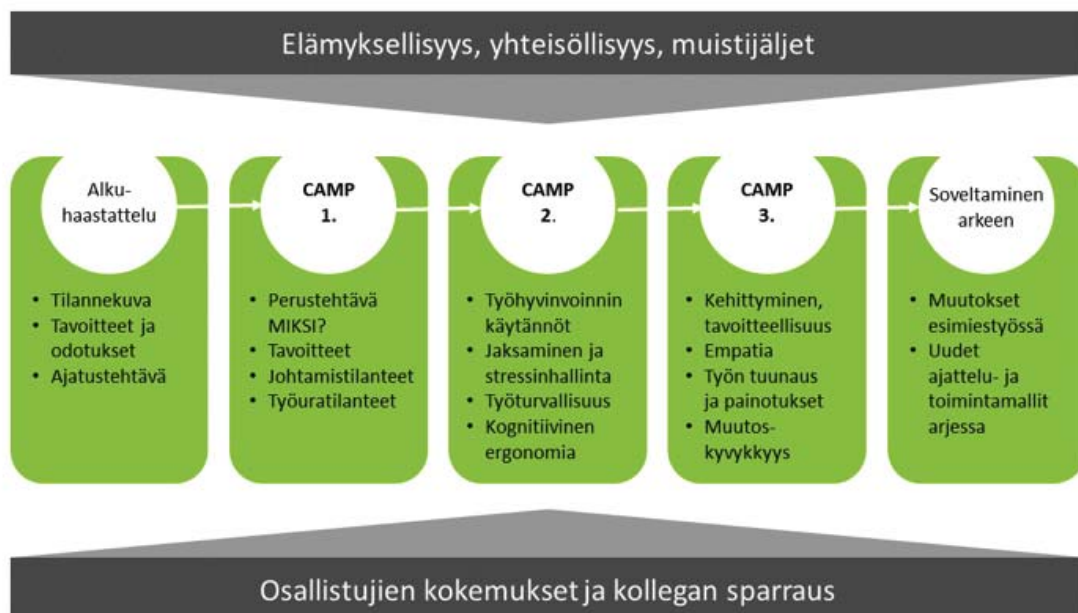 Elämyksellisyys, yhteisöllisyys, muistijäljet
Alku-
haastattelu
• Tilannekuva
• Tavoitteet ja
odotukset
• Ajatustehtävä
CAMP
1.
• Perustehtävä
MIKSI?
• Tavoitteet
• Johtamistilanteet
• Työuratilanteet
CAMP
2.
• Työhyvinvoinnin
käytännöt
• Jaksaminen ja
stressinhallinta
• Työturvallisuus
• Kognitiivinen
ergonomia
CAMP
3.
• Kehittyminen,
tavoitteellisuus
• Empatia
• Työn tuunaus
ja painotukset
• Muutos-
kyvykkyys
Soveltaminen
arkeen
• Muutokset
esimiestyössä
• Uudet
ajattelu- ja
toimintamallit
arjessa
Osallistujien kokemukset ja kollegan sparraus